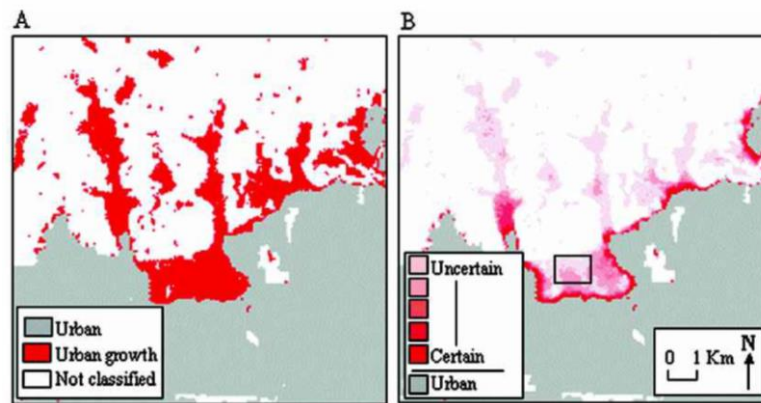 A
B
Urban
Urban growth
Not classified
Uncertain
Certain
Urban
0 1 Km
N